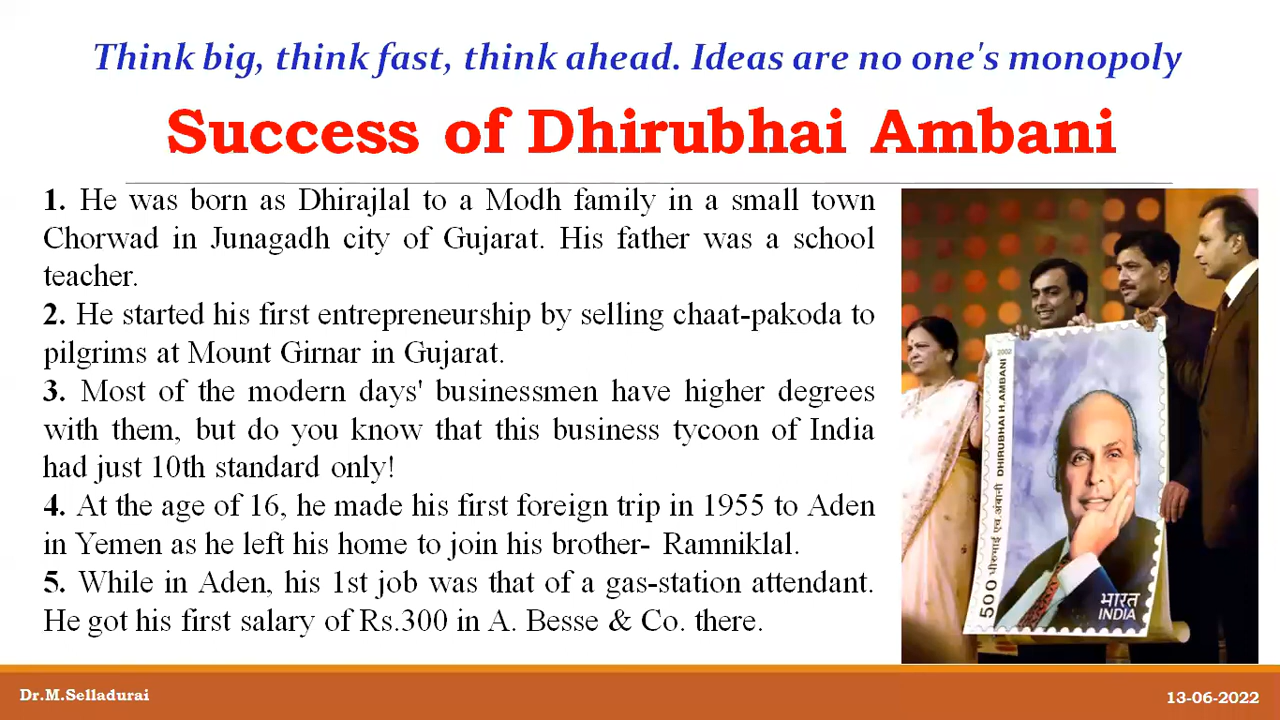 Think big, think fast, think ahead. Ideas are no one's monopoly
Success of Dhirubhai Ambani
1. He was born as Dhirajlal to a Modh family in a small town
Chorwad in Junagadh city of Gujarat. His father was a school
teacher.
2. He started his first entrepreneurship by selling chaat-pakoda to
pilgrims at Mount Girnar in Gujarat.
3. Most of the modern days' businessmen have higher degrees
with them, but do you know that this business tycoon of India
had just 10th standard only!
4. At the age of 16, he made his first foreign trip in 1955 to Aden
in Yemen as he left his home to join his brother- Ramniklal.
5. While in Aden, his 1st job was that of a gas-station attendant.
He got his first salary of Rs.300 in A. Besse & Co. there.
2002
धीरुभाई एच. अंबानी DHIRUBHAI H. AMBANI
500
भारत
INDIA
Dr.M.Selladurai
13-06-2022